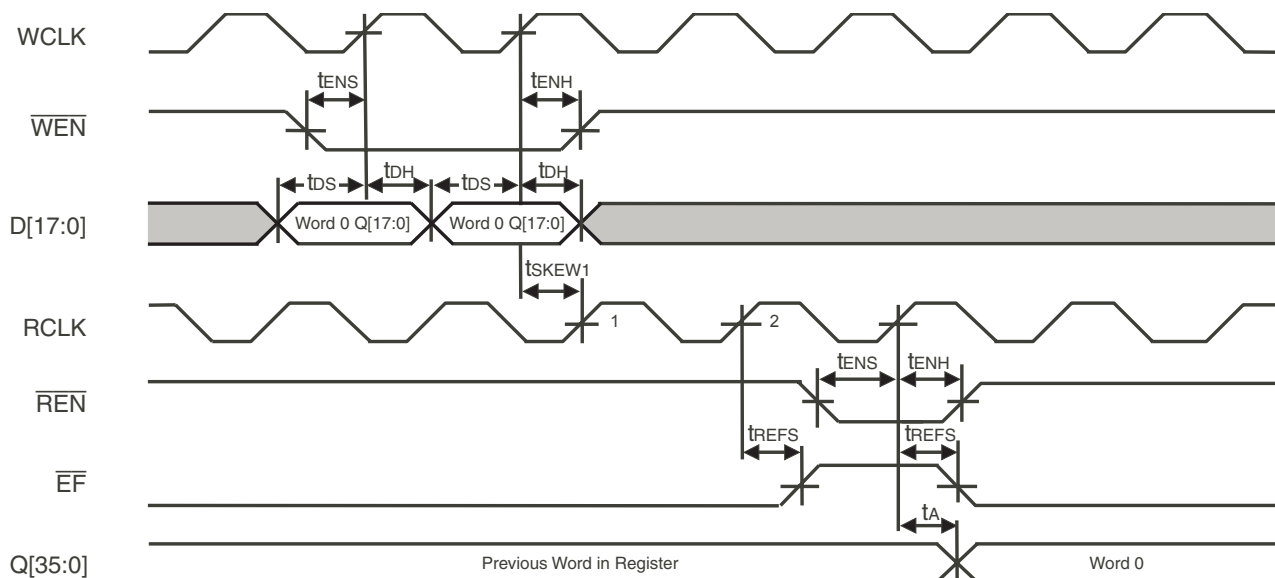 WCLK
tENS
tENH
WEN
tDS
tDH
tDS
tDH
D[17:0]
Word 0 Q[17:0]
Word 0 Q[17:0]
tSKEW1
RCLK
1
2
tENS
tENH
REN
tREFS
tREFS
EF
tA
Q[35:0]
Previous Word in Register
Word 0